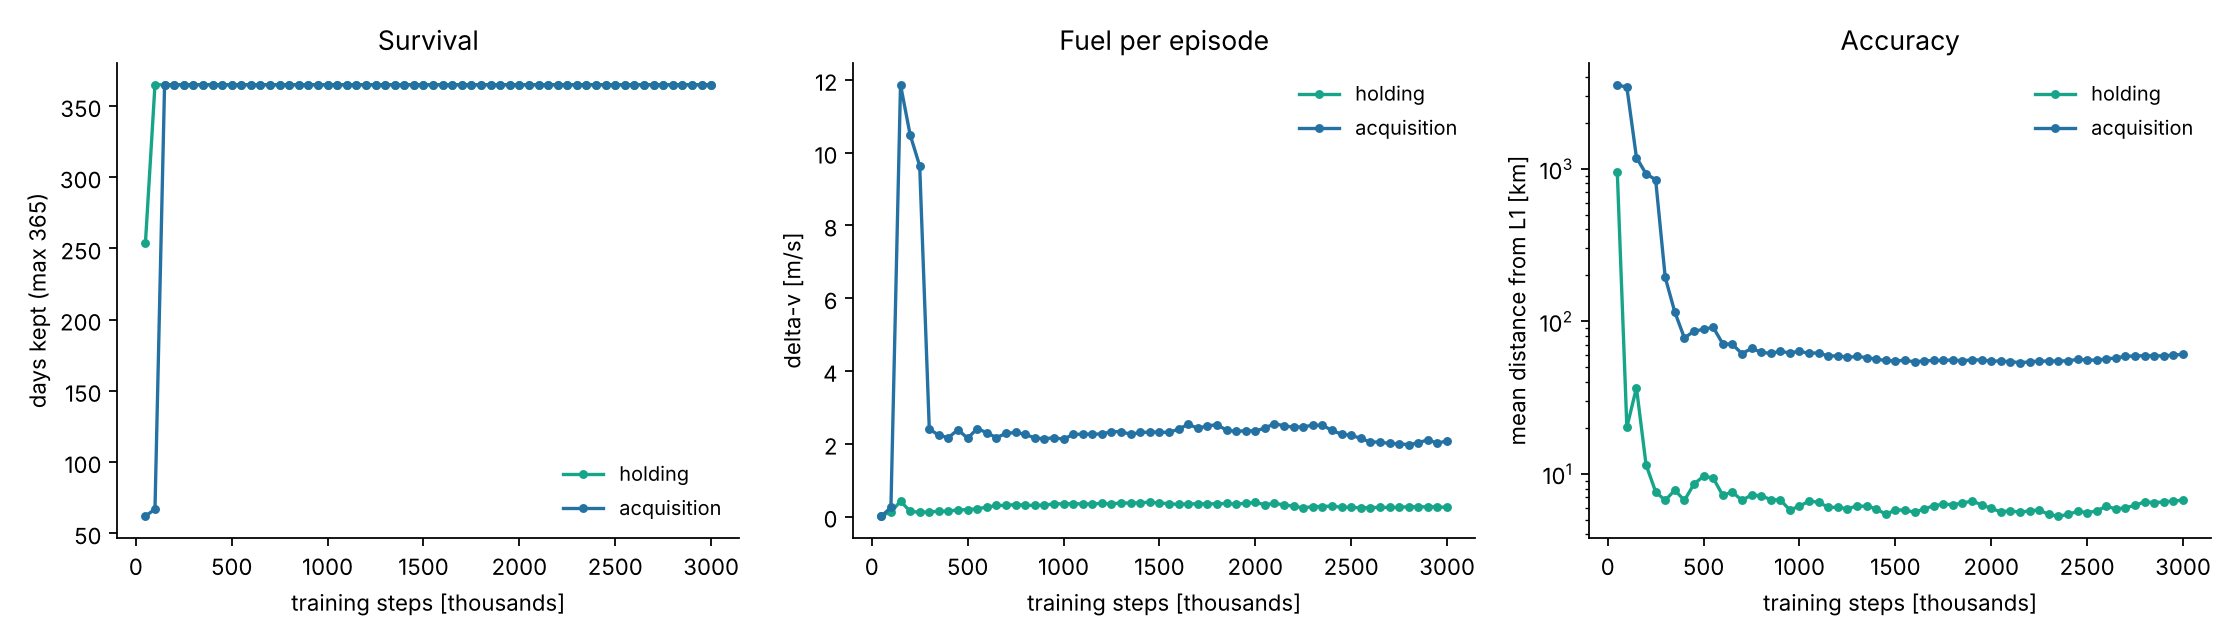 Survival
days kept (max 365)
350
300
250
200
150
100
50
holding
acquisition
0 500 1000 1500 2000 2500 3000
training steps [thousands]
Fuel per episode
delta-v [m/s]
12
10
8
6
4
2
0
holding
acquisition
0 500 1000 1500 2000 2500 3000
training steps [thousands]
Accuracy
mean distance from L1 [km]
10³
10²
10¹
holding
acquisition
0 500 1000 1500 2000 2500 3000
training steps [thousands]